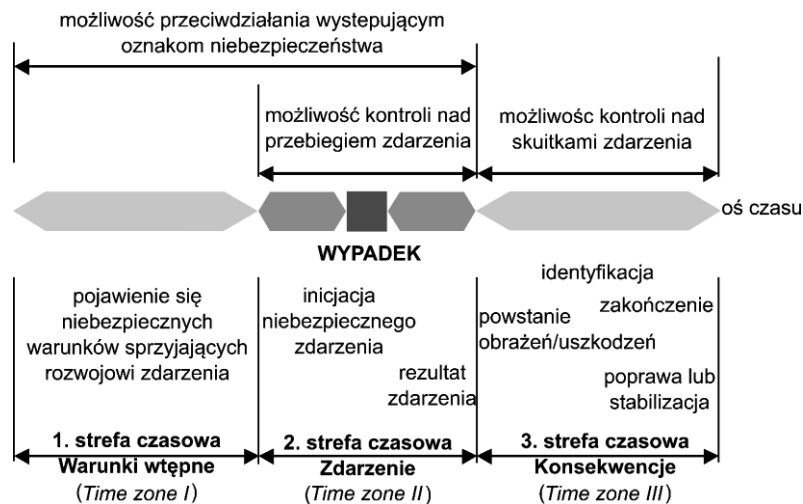 możliwość przeciwdziałania wystepującym
oznakom niebezpieczeństwa
możliwość kontroli nad
przebiegiem zdarzenia
możliwośc kontroli nad
skuitkami zdarzenia
oś czasu
WYPADEK
pojawienie się
niebezpiecznych
warunków sprzyjających
rozwojowi zdarzenia
inicjacja
niebezpiecznego
zdarzenia
rezultat
zdarzenia
identyfikacja
zakończenie
powstanie
obrażeń/uszkodzeń
poprawa lub
stabilizacja
1. strefa czasowa
Warunki wtępne
(Time zone I)
2. strefa czasowa
Zdarzenie
(Time zone II)
3. strefa czasowa
Konsekwencje
(Time zone III)